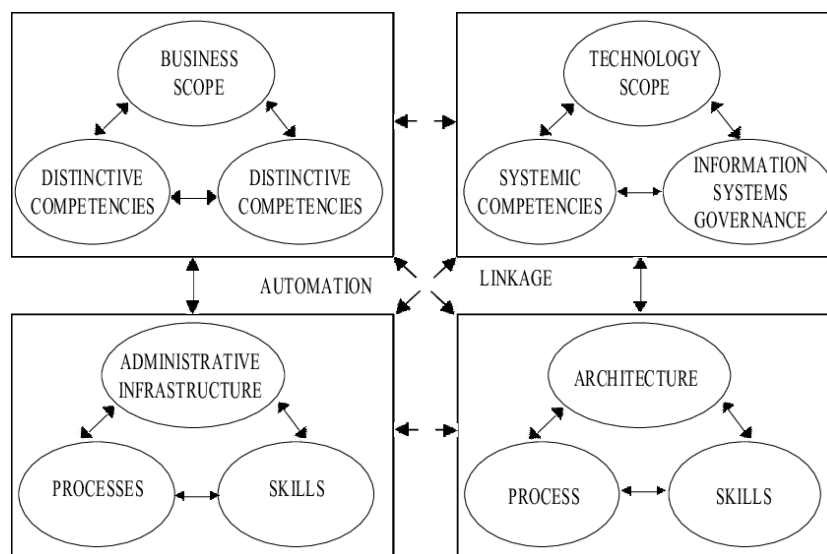 BUSINESS
SCOPE
DISTINCTIVE
COMPETENCIES
DISTINCTIVE
COMPETENCIES
TECHNOLOGY
SCOPE
SYSTEMIC
COMPETENCIES
INFORMATION
SYSTEMS
GOVERNANCE
AUTOMATION
LINKAGE
ADMINISTRATIVE
INFRASTRUCTURE
PROCESSES
SKILLS
ARCHITECTURE
PROCESS
SKILLS